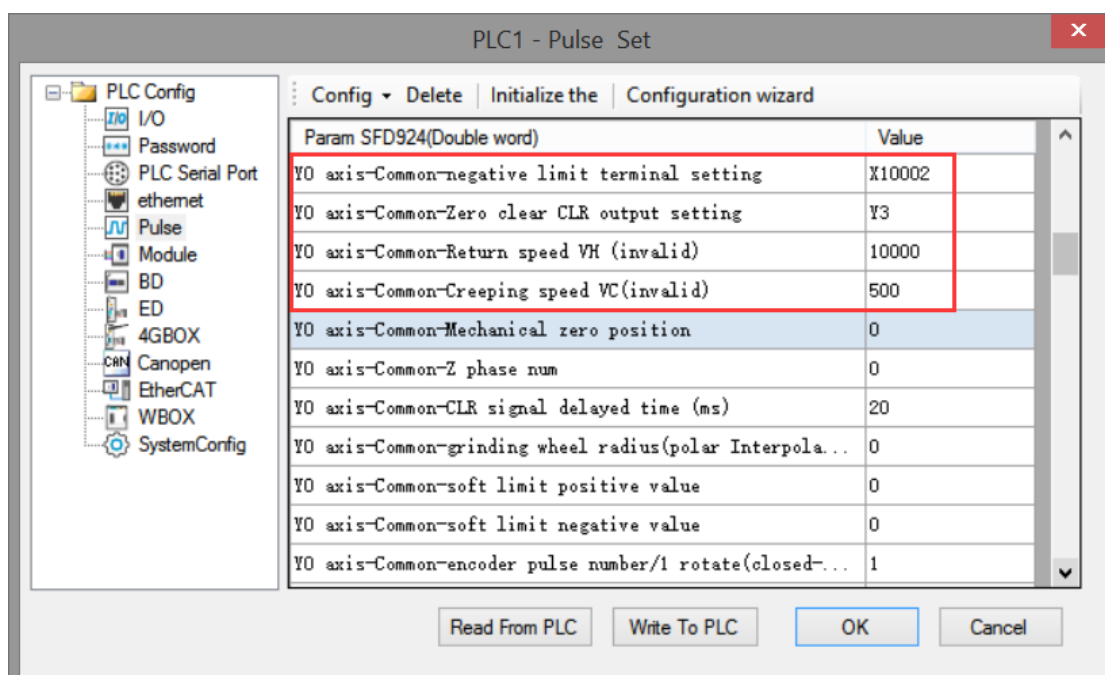 PLC1 - Pulse Set
PLC Config
I/O
Password
PLC Serial Port
ethernet
Pulse
Module
BD
ED
4GBOX
Canopen
EtherCAT
WBOX
SystemConfig
Config Delete Initialize the Configuration wizard
Param SFD924(Double word) Value
Y0 axis-Common-negative limit terminal setting X10002
Y0 axis-Common-Zero clear CLR output setting Y3
Y0 axis-Common-Return speed VH (invalid) 10000
Y0 axis-Common-Creeping speed VC(invalid) 500
Y0 axis-Common-Mechanical zero position 0
Y0 axis-Common-Z phase num 0
Y0 axis-Common-CLR signal delayed time (ms) 20
Y0 axis-Common-grinding wheel radius(polar Interpola... 0
Y0 axis-Common-soft limit positive value 0
Y0 axis-Common-soft limit negative value 0
Y0 axis-Common-encoder pulse number/1 rotate(closed-... 1
Read From PLC Write To PLC OK Cancel